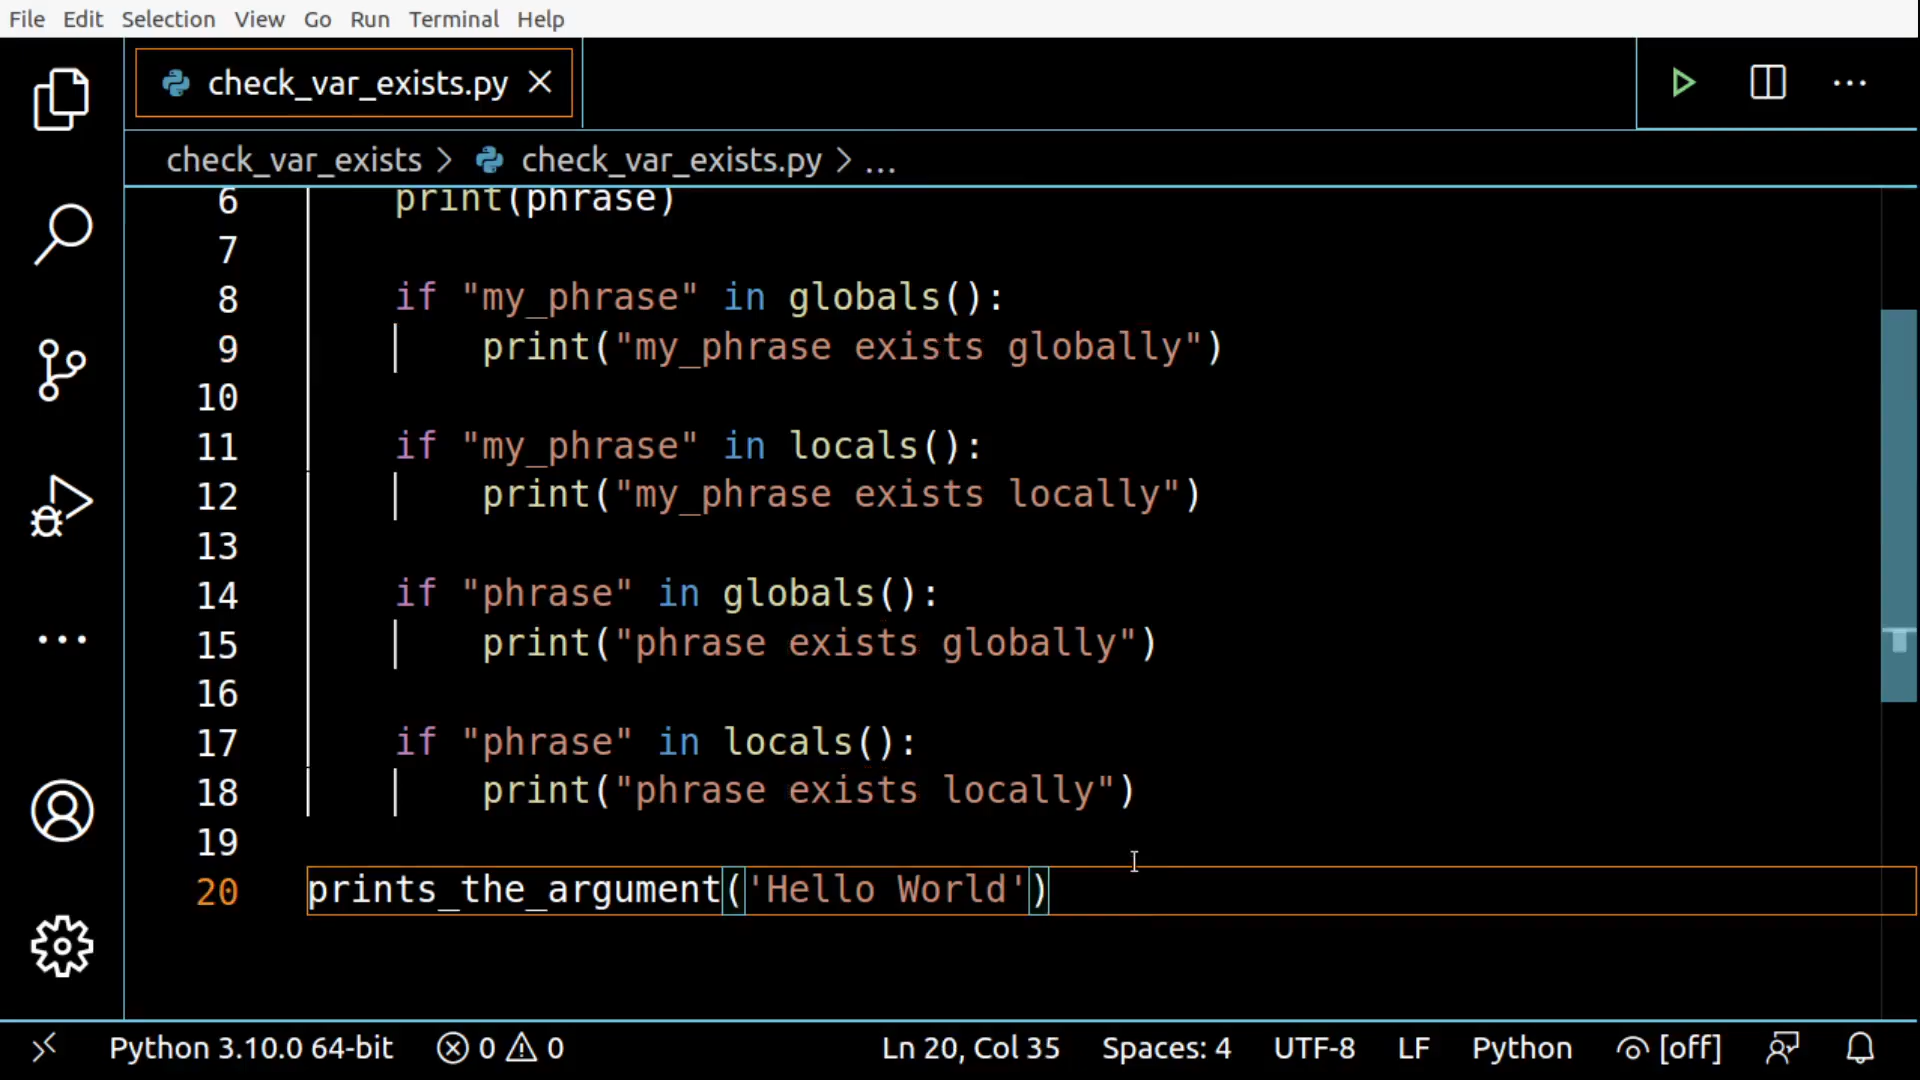 File Edit Selection View Go Run Terminal Help
check_var_exists.py
check_var_exists > check_var_exists.py > ...
6 print(phrase)
7
8 if "my_phrase" in globals():
9 print("my_phrase exists globally")
10
11 if "my_phrase" in locals():
12 print("my_phrase exists locally")
13
14 if "phrase" in globals():
15 print("phrase exists globally")
16
17 if "phrase" in locals():
18 print("phrase exists locally")
19
20 prints_the_argument('Hello World')
Python 3.10.0 64-bit 0 0 Ln 20, Col 35 Spaces: 4 UTF-8 LF Python [off]